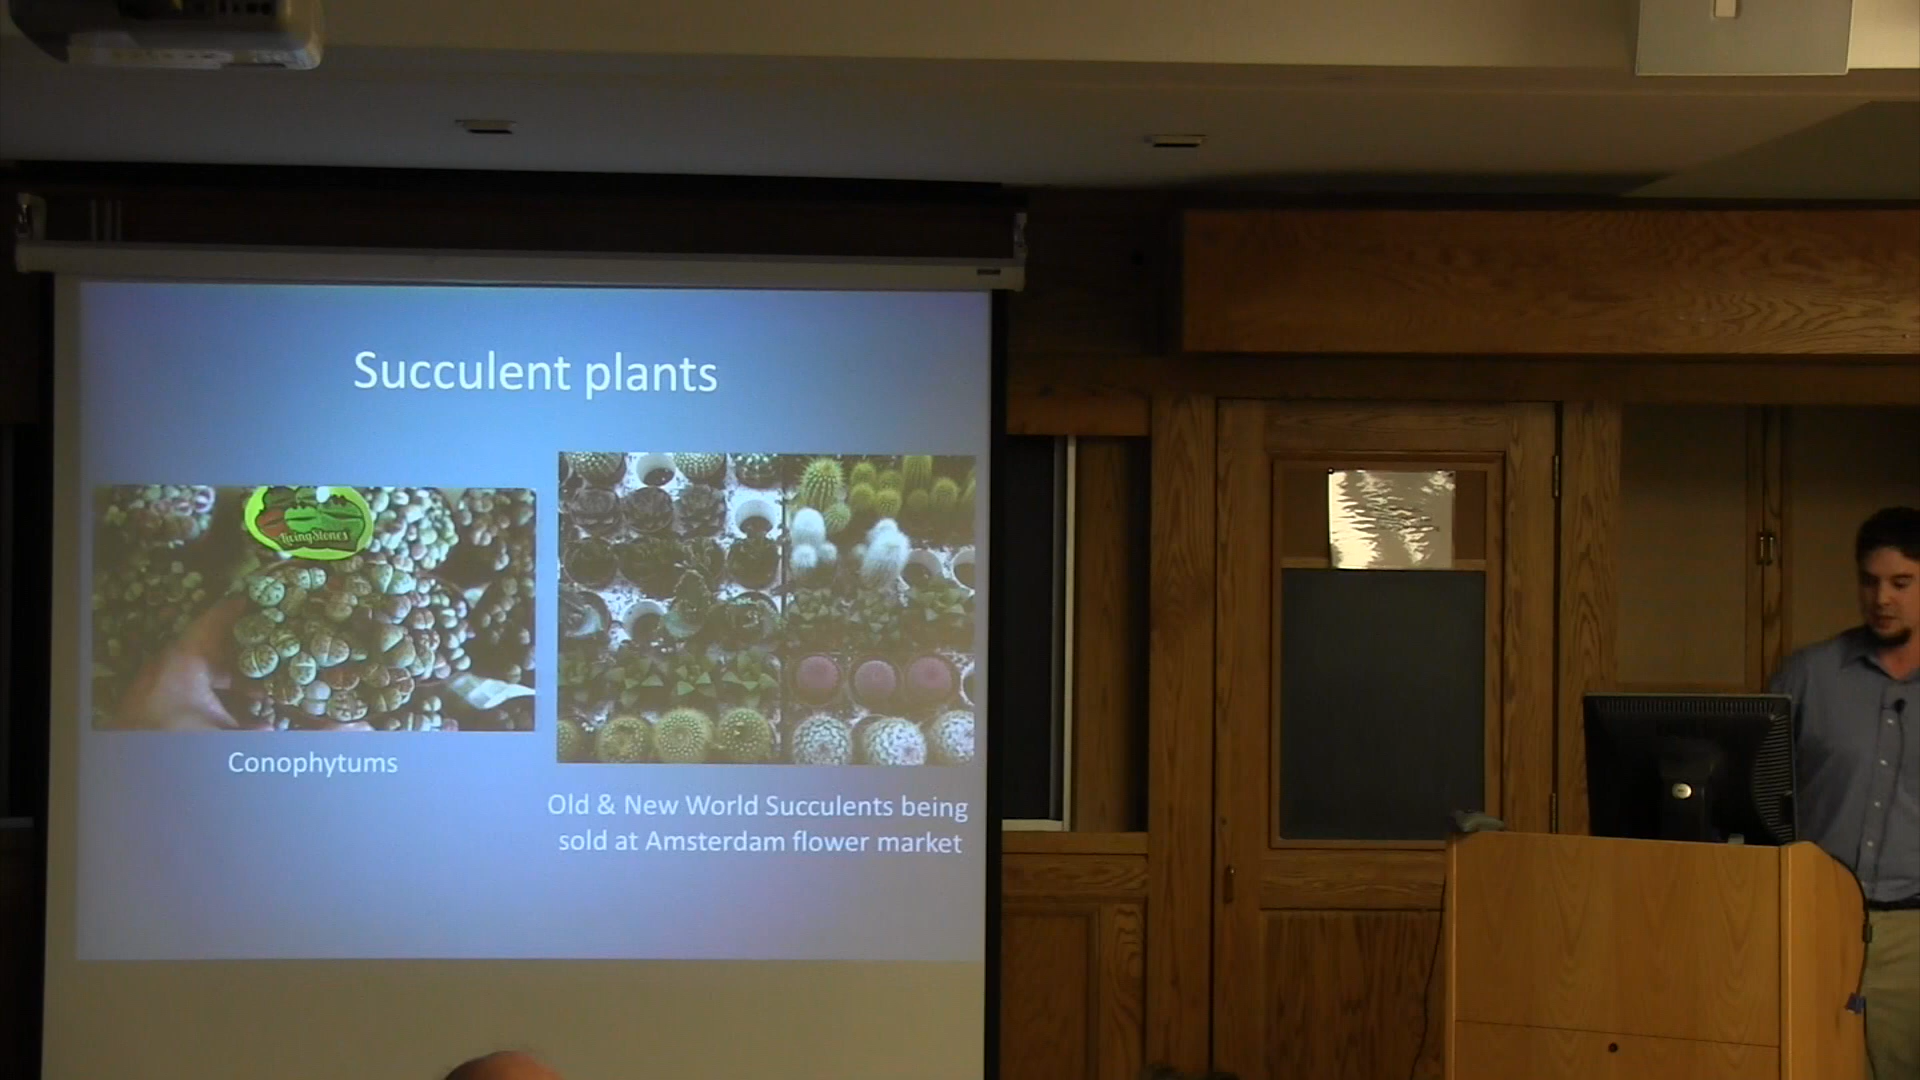 Succulent plants
LivingStones
Conophytums
Old & New World Succulents being
sold at Amsterdam flower market